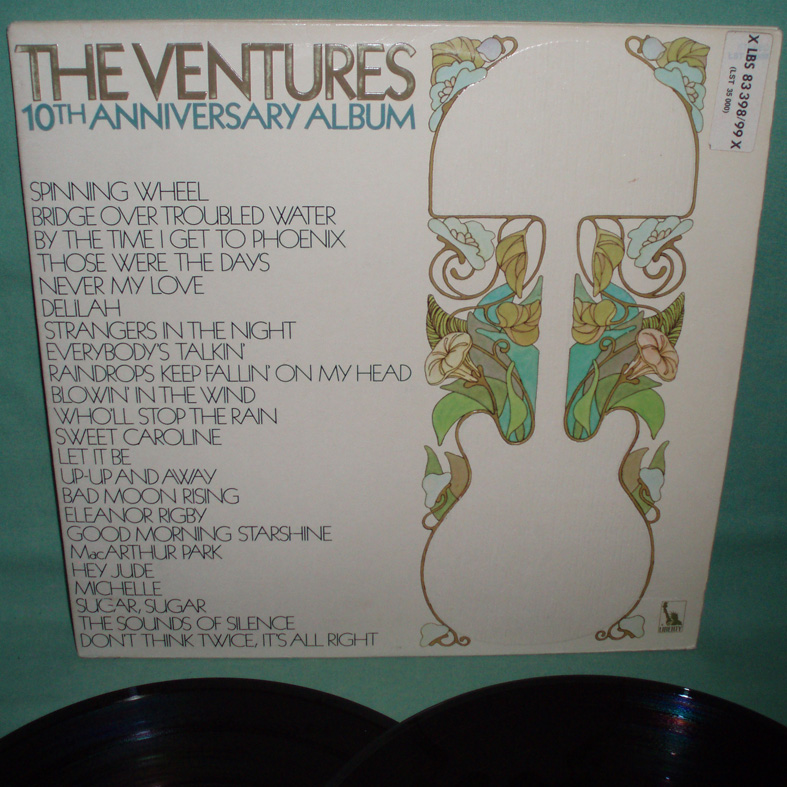 THE VENTURES
10TH ANNIVERSARY ALBUM
SPINNING WHEEL
BRIDGE OVER TROUBLED WATER
BY THE TIME I GET TO PHOENIX
THOSE WERE THE DAYS
NEVER MY LOVE
DELILAH
STRANGERS IN THE NIGHT
EVERYBODY'S TALKIN'
RAINDROPS KEEP FALLIN' ON MY HEAD
BLOWIN' IN THE WIND
WHO'LL STOP THE RAIN
SWEET CAROLINE
LET IT BE
UP-UP AND AWAY
BAD MOON RISING
ELEANOR RIGBY
GOOD MORNING STARSHINE
MacARTHUR PARK
HEY JUDE
MICHELLE
SUGAR, SUGAR
THE SOUNDS OF SILENCE
DON'T THINK TWICE, IT'S ALL RIGHT
X LBS 83 398/99 X
(LST 35 000)
LIBERTY